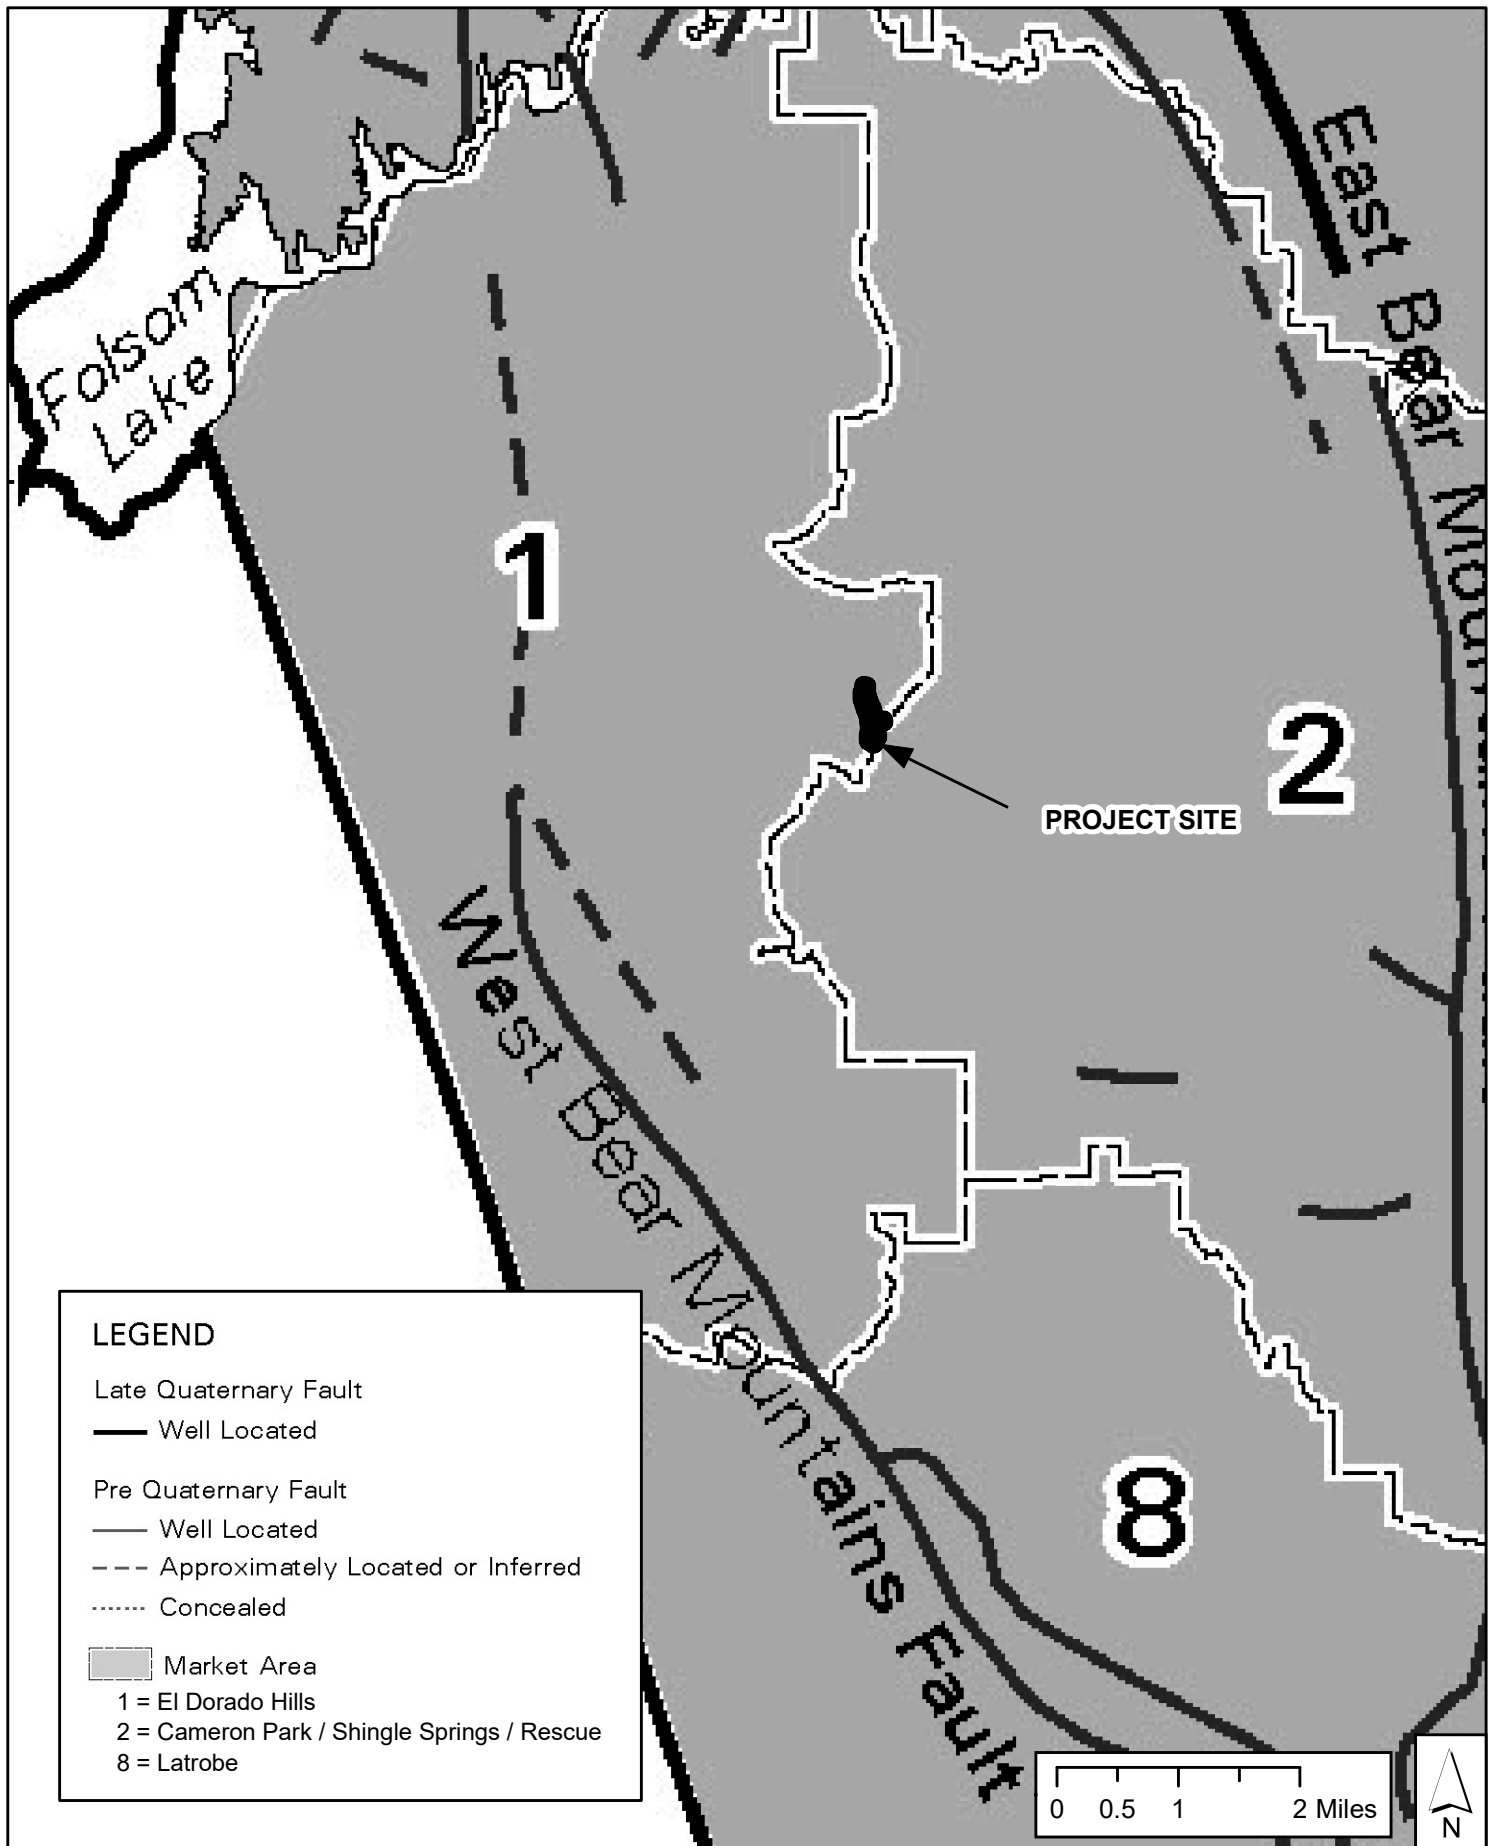 East Bear Moun
Folsom
Lake
1
2
PROJECT SITE
West Bear Mountains Fault
8
LEGEND
Late Quaternary Fault
Well Located
Pre Quaternary Fault
Well Located
Approximately Located or Inferred
Concealed
Market Area
1 = El Dorado Hills
2 = Cameron Park / Shingle Springs / Rescue
8 = Latrobe
0 0.5 1 2 Miles
N